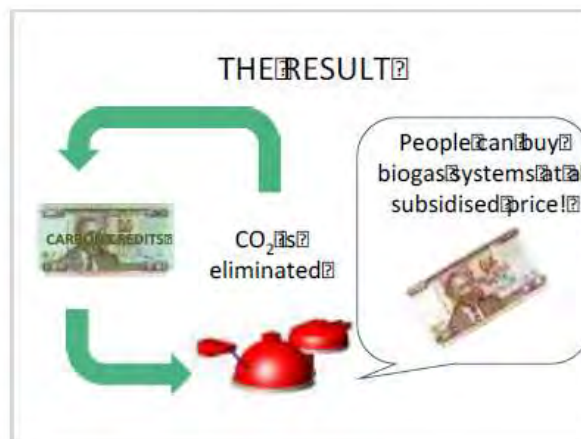 THE RESULT
People can buy
biogas systems at a
subsidised price!
CARBON CREDITS
CO₂ is
eliminated